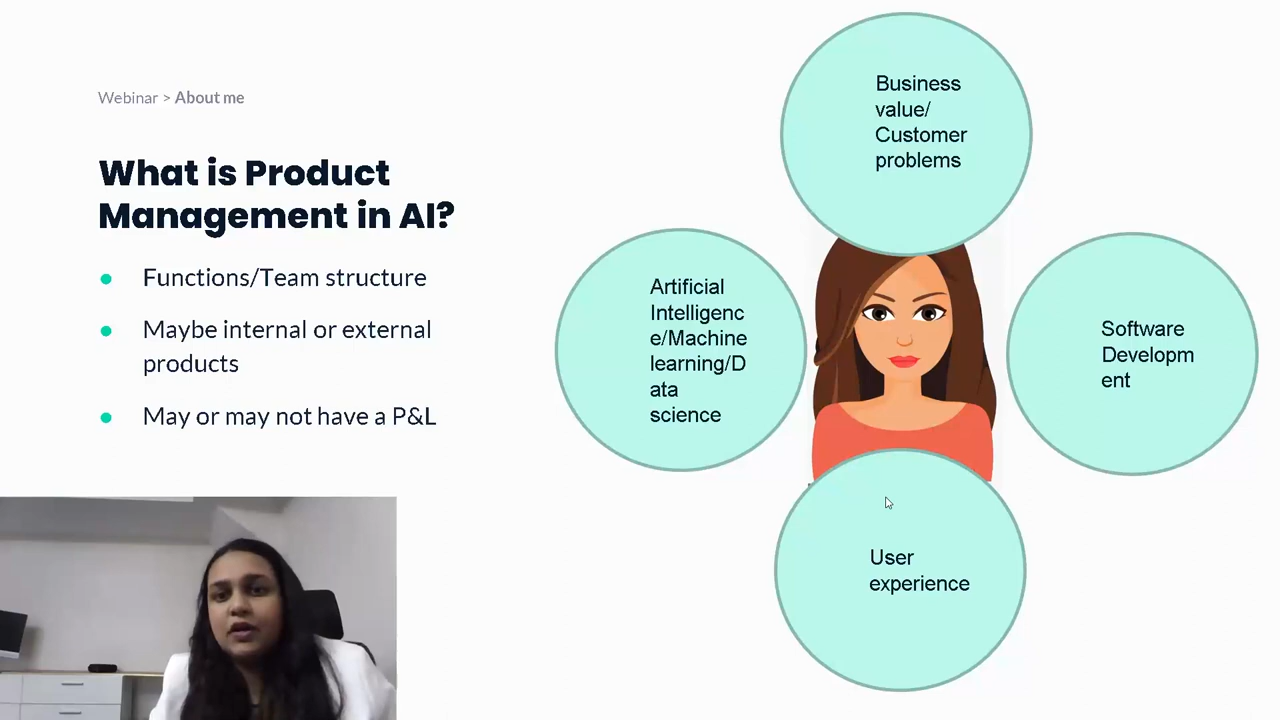 Webinar > About me
What is Product
Management in AI?
● Functions/Team structure
● Maybe internal or external
products
● May or may not have a P&L
Business
value/
Customer
problems
Artificial
Intelligenc
e/Machine
learning/D
ata
science
Software
Developm
ent
User
experience